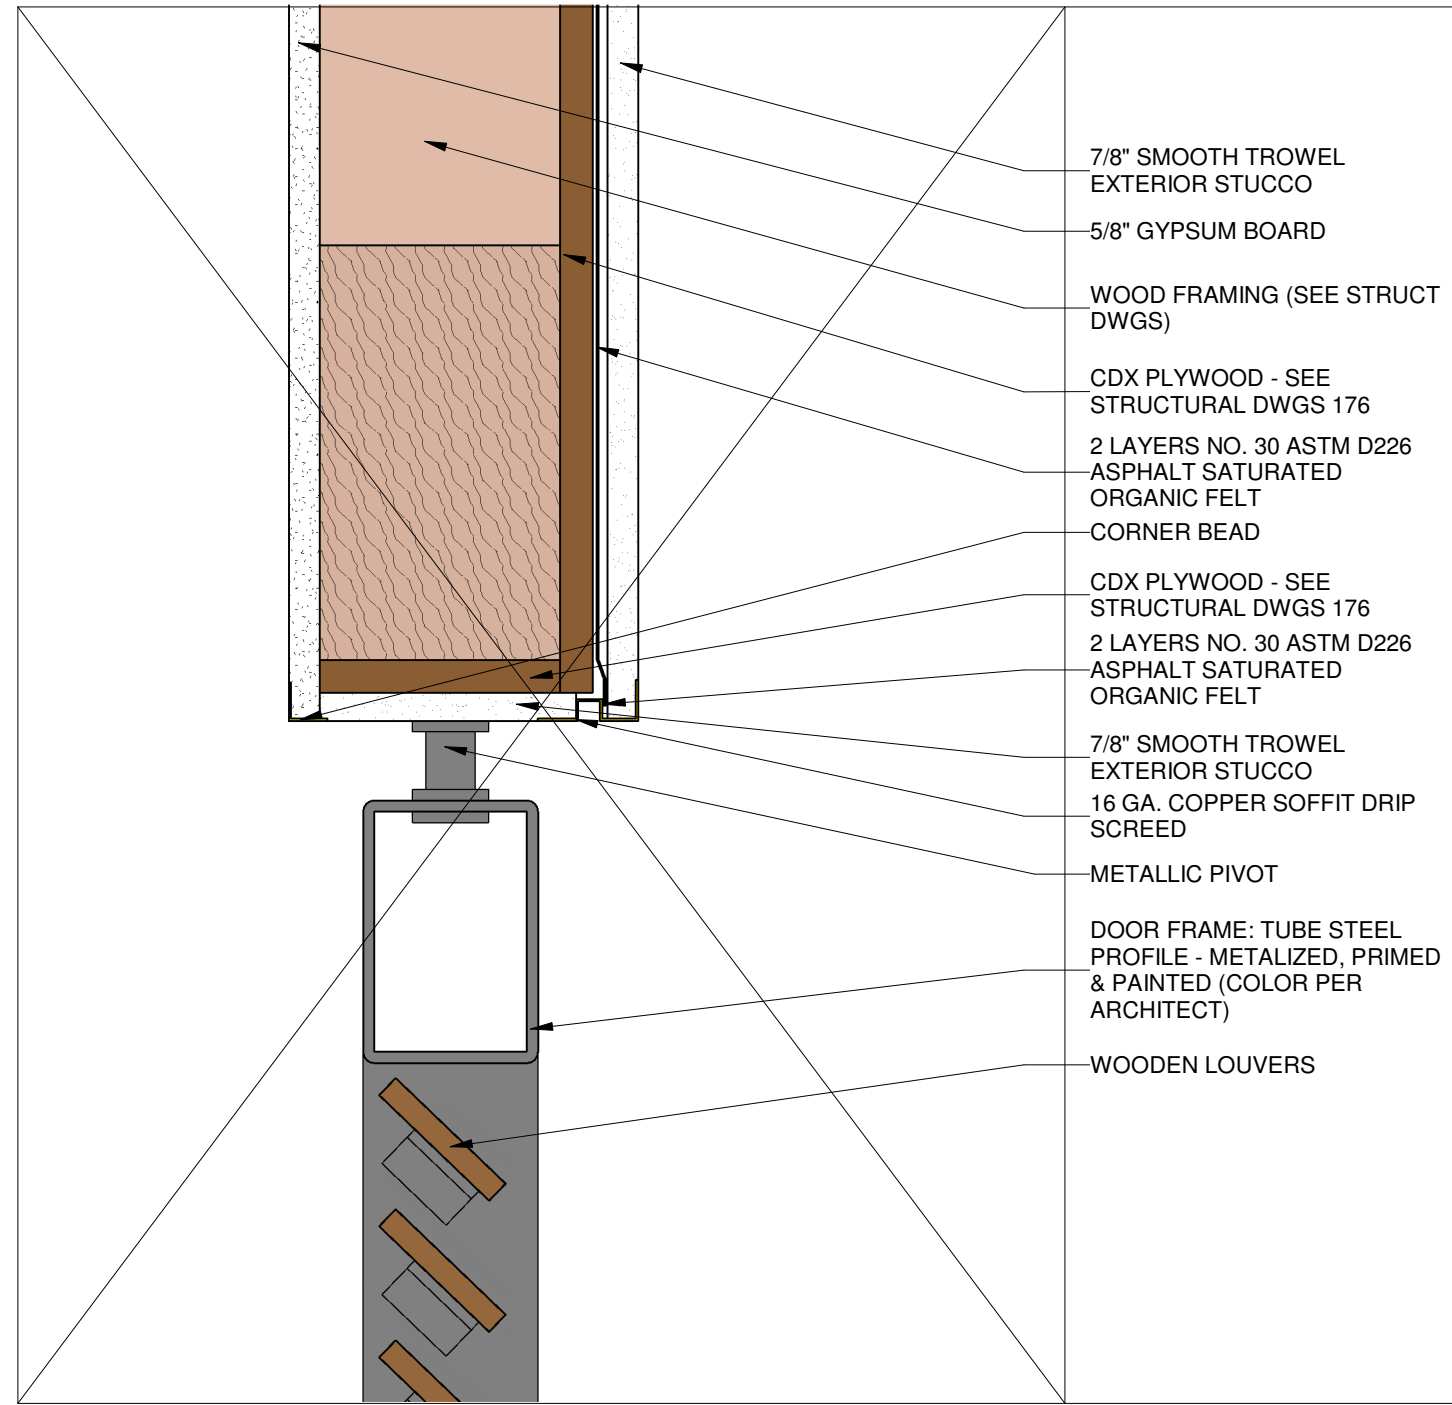 7/8" SMOOTH TROWEL
EXTERIOR STUCCO
5/8" GYPSUM BOARD
WOOD FRAMING (SEE STRUCT
DWGS)
CDX PLYWOOD - SEE
STRUCTURAL DWGS 176
2 LAYERS NO. 30 ASTM D226
ASPHALT SATURATED
ORGANIC FELT
CORNER BEAD
CDX PLYWOOD - SEE
STRUCTURAL DWGS 176
2 LAYERS NO. 30 ASTM D226
ASPHALT SATURATED
ORGANIC FELT
7/8" SMOOTH TROWEL
EXTERIOR STUCCO
16 GA. COPPER SOFFIT DRIP
SCREED
METALLIC PIVOT
DOOR FRAME: TUBE STEEL
PROFILE - METALIZED, PRIMED
& PAINTED (COLOR PER
ARCHITECT)
WOODEN LOUVERS